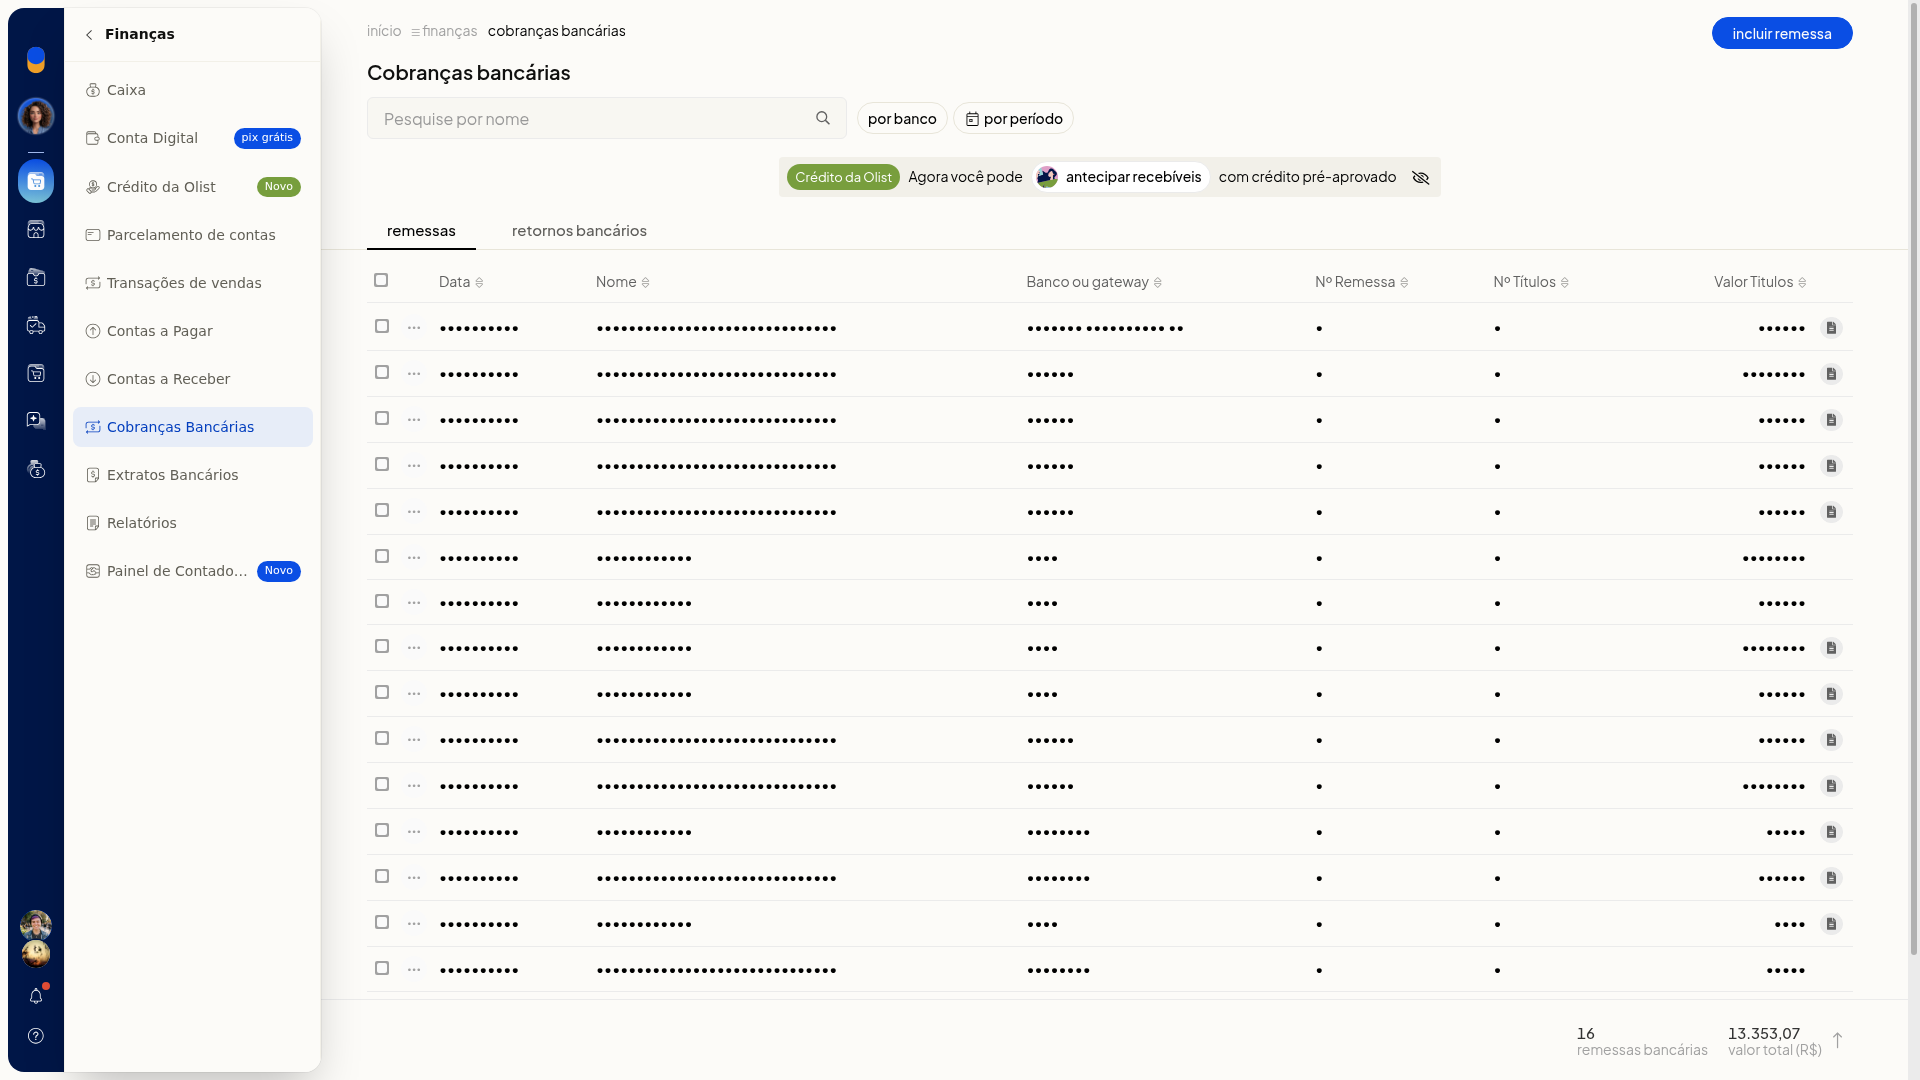 Finanças
Caixa
Conta Digital pix grátis
Crédito da Olist Novo
Parcelamento de contas
Transações de vendas
Contas a Pagar
Contas a Receber
Cobranças Bancárias
Extratos Bancários
Relatórios
Painel de Contado... Novo
início finanças cobranças bancárias
incluir remessa
Cobranças bancárias
Pesquise por nome por banco por período
Crédito da Olist Agora você pode antecipar recebíveis com crédito pré-aprovado
remessas retornos bancários
Data Nome Banco ou gateway Nº Remessa Nº Títulos Valor Titulos
•••••••••• •••••••••••••••••••••••••••••• ••••••• •••••••••• •• • • ••••••
•••••••••• •••••••••••••••••••••••••••••• •••••• • • ••••••••
•••••••••• •••••••••••••••••••••••••••••• •••••• • • ••••••
•••••••••• •••••••••••••••••••••••••••••• •••••• • • ••••••
•••••••••• •••••••••••••••••••••••••••••• •••••• • • ••••••
•••••••••• •••••••••••• •••• • • ••••••••
•••••••••• •••••••••••• •••• • • ••••••
•••••••••• •••••••••••• •••• • • ••••••••
•••••••••• •••••••••••• •••• • • ••••••
•••••••••• •••••••••••••••••••••••••••••• •••••• • • ••••••
•••••••••• •••••••••••••••••••••••••••••• •••••• • • ••••••••
•••••••••• •••••••••••• •••••••• • • •••••
•••••••••• •••••••••••••••••••••••••••••• •••••••• • • ••••••
•••••••••• •••••••••••• •••• • • ••••
•••••••••• •••••••••••••••••••••••••••••• •••••••• • • •••••
16 13.353,07
remessas bancárias valor total (R$)